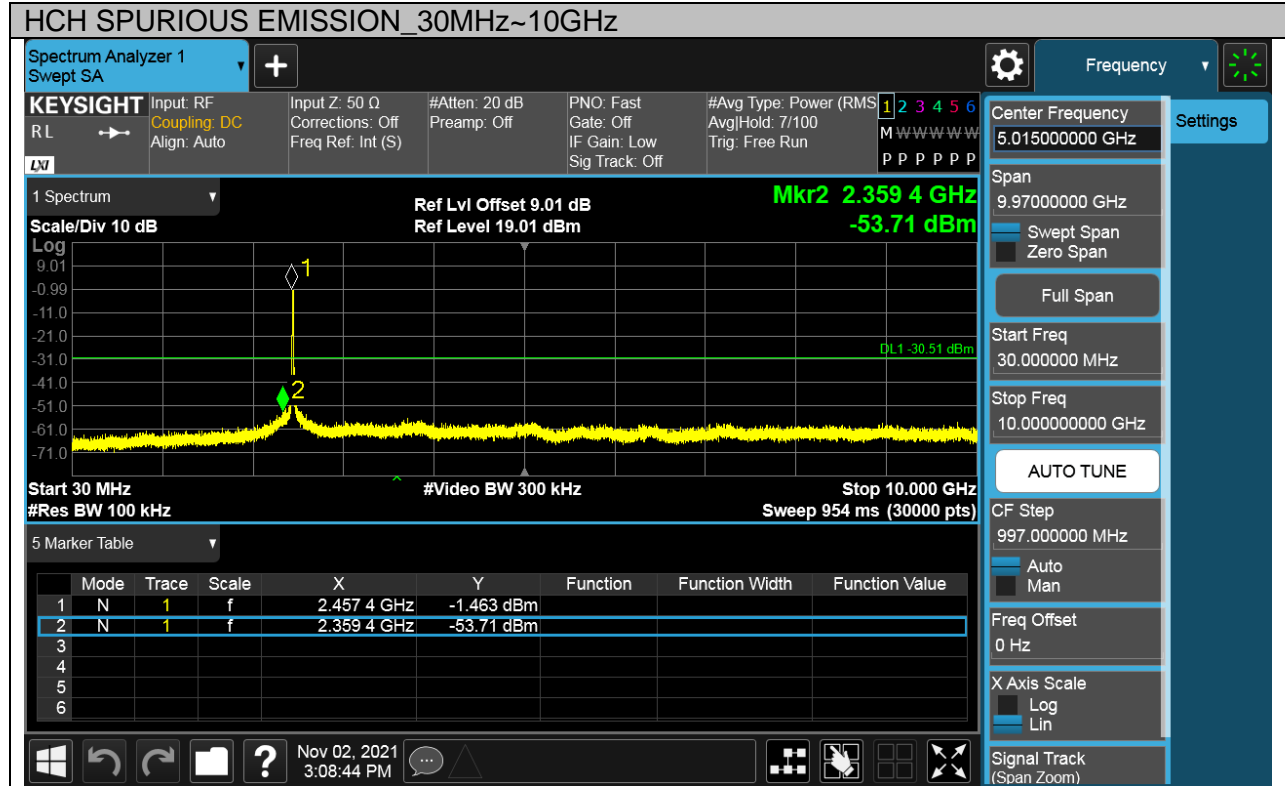 HCH SPURIOUS EMISSION_30MHz~10GHz
Spectrum Analyzer 1
Swept SA
Frequency
KEYSIGHT
RL
LXI
Input: RF
Coupling: DC
Align: Auto
Input Z: 50 Ω
Corrections: Off
Freq Ref: Int (S)
#Atten: 20 dB
Preamp: Off
PNO: Fast
Gate: Off
IF Gain: Low
Sig Track: Off
#Avg Type: Power (RMS
Avg|Hold: 7/100
Trig: Free Run
1 2 3 4 5 6
M W W W W W
P P P P P P
1 Spectrum
Scale/Div 10 dB
Ref Lvl Offset 9.01 dB
Ref Level 19.01 dBm
Mkr2 2.359 4 GHz
-53.71 dBm
Log
9.01
-0.99
-11.0
-21.0
-31.0
-41.0
-51.0
-61.0
-71.0
1
2
DL1 -30.51 dBm
Start 30 MHz
#Video BW 300 kHz
Stop 10.000 GHz
#Res BW 100 kHz
Sweep 954 ms (30000 pts)
5 Marker Table
Mode Trace Scale X Y Function Function Width Function Value
1 N 1 f 2.457 4 GHz -1.463 dBm
2 N 1 f 2.359 4 GHz -53.71 dBm
3
4
5
6
Nov 02, 2021
3:08:44 PM
Center Frequency
5.015000000 GHz
Settings
Span
9.97000000 GHz
Swept Span
Zero Span
Full Span
Start Freq
30.000000 MHz
Stop Freq
10.000000000 GHz
AUTO TUNE
CF Step
997.000000 MHz
Auto
Man
Freq Offset
0 Hz
X Axis Scale
Log
Lin
Signal Track
(Span Zoom)